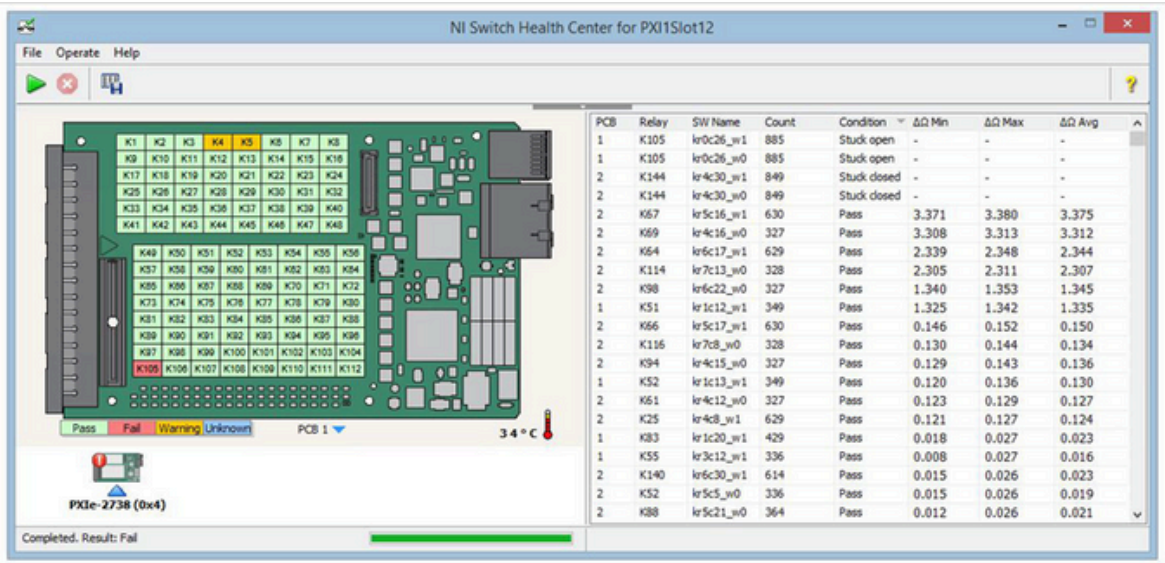 NI Switch Health Center for PXI1Slot12
File Operate Help
K1 K2 K3 K4 K5 K6 K7 K8
K9 K10 K11 K12 K13 K14 K15 K16
K17 K18 K19 K20 K21 K22 K23 K24
K25 K26 K27 K28 K29 K30 K31 K32
K33 K34 K35 K36 K37 K38 K39 K40
K41 K42 K43 K44 K45 K46 K47 K48
K49 K50 K51 K52 K53 K54 K55 K56
K57 K58 K59 K60 K61 K62 K63 K64
K65 K66 K67 K68 K69 K70 K71 K72
K73 K74 K75 K76 K77 K78 K79 K80
K81 K82 K83 K84 K85 K86 K87 K88
K89 K90 K91 K92 K93 K94 K95 K96
K97 K98 K99 K100 K101 K102 K103 K104
K105 K106 K107 K108 K109 K110 K111 K112
Pass Fail Warning Unknown PCB 1 34°C
PXIe-2738 (0x4)
PCB Relay SW Name Count Condition ΔΩ Min ΔΩ Max ΔΩ Avg
1 K105 kr0c26_w1 885 Stuck open - - -
1 K105 kr0c26_w0 885 Stuck open - - -
2 K144 kr4c30_w1 849 Stuck closed - - -
2 K144 kr4c30_w0 849 Stuck closed - - -
2 K67 kr5c16_w1 630 Pass 3.371 3.380 3.375
2 K69 kr4c16_w0 327 Pass 3.308 3.313 3.312
2 K64 kr6c17_w1 629 Pass 2.339 2.348 2.344
2 K114 kr7c13_w0 328 Pass 2.305 2.311 2.307
2 K98 kr6c22_w0 327 Pass 1.340 1.353 1.345
1 K51 kr1c12_w1 349 Pass 1.325 1.342 1.335
2 K66 kr5c17_w1 630 Pass 0.146 0.152 0.150
2 K116 kr7c8_w0 328 Pass 0.130 0.144 0.134
2 K94 kr4c15_w0 327 Pass 0.129 0.143 0.136
1 K52 kr1c13_w1 349 Pass 0.120 0.136 0.130
2 K61 kr4c12_w0 327 Pass 0.123 0.129 0.127
2 K25 kr4c8_w1 629 Pass 0.121 0.127 0.124
1 K83 kr1c20_w1 429 Pass 0.018 0.027 0.023
1 K55 kr3c12_w1 336 Pass 0.008 0.027 0.016
2 K140 kr6c30_w1 614 Pass 0.015 0.026 0.023
2 K52 kr5c5_w0 336 Pass 0.015 0.026 0.019
2 K88 kr5c21_w0 364 Pass 0.012 0.026 0.021
Completed. Result: Fail